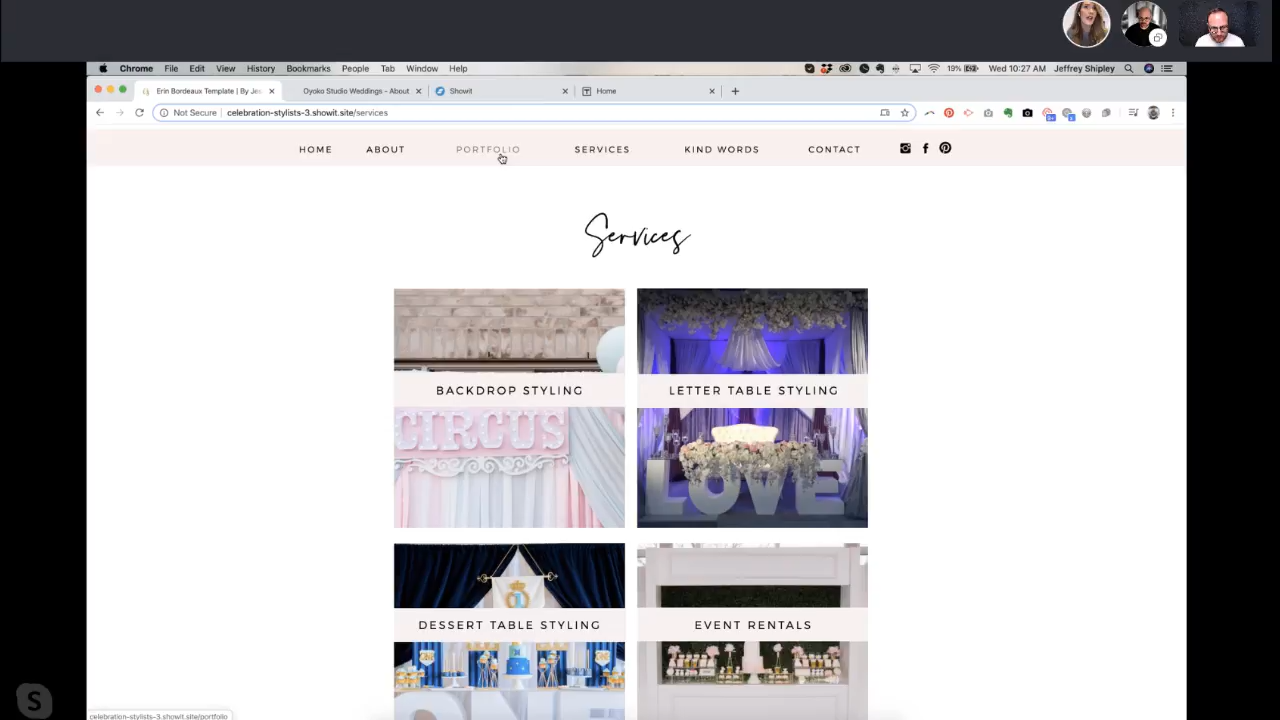 Chrome File Edit View History Bookmarks People Tab Window Help 19% Wed 10:27 AM Jeffrey Shipley
Erin Bordeaux Template | By Jes Oyoko Studio Weddings - About Showit Home
Not Secure celebration-stylists-3.showit.site/services
HOME ABOUT PORTFOLIO SERVICES KIND WORDS CONTACT
Services
BACKDROP STYLING LETTER TABLE STYLING
CIRCUS
LOVE
DESSERT TABLE STYLING EVENT RENTALS
ONE
celebration-stylists-3.showit.site/portfolio